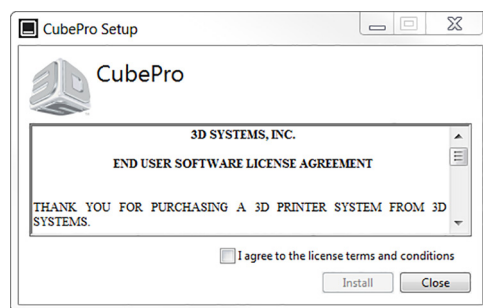 CubePro Setup
CubePro
3D SYSTEMS, INC.
END USER SOFTWARE LICENSE AGREEMENT
THANK YOU FOR PURCHASING A 3D PRINTER SYSTEM FROM 3D
SYSTEMS.
I agree to the license terms and conditions
Install
Close